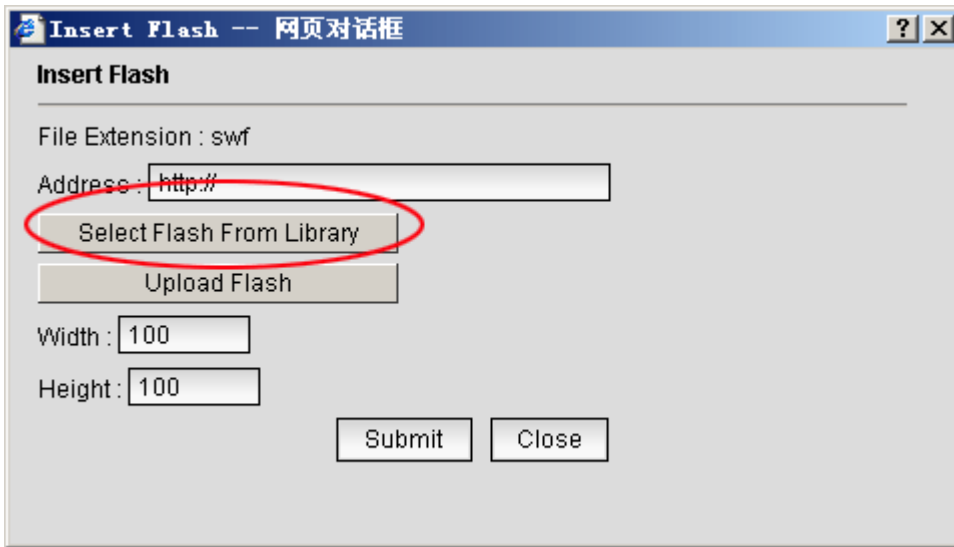 Insert Flash -- 网页对话框
Insert Flash
File Extension : swf
Address : http://
Select Flash From Library
Upload Flash
Width : 100
Height : 100
Submit Close